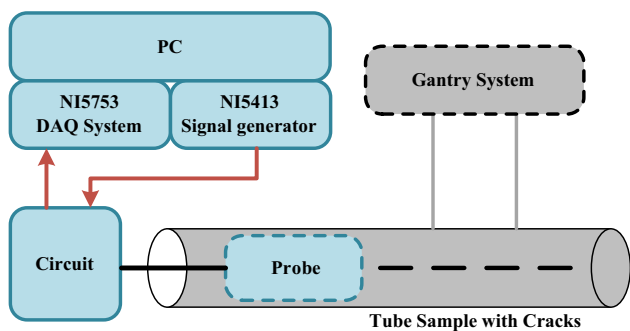 PC
NI5753
DAQ System
NI5413
Signal generator
Gantry System
Circuit
Probe
Tube Sample with Cracks